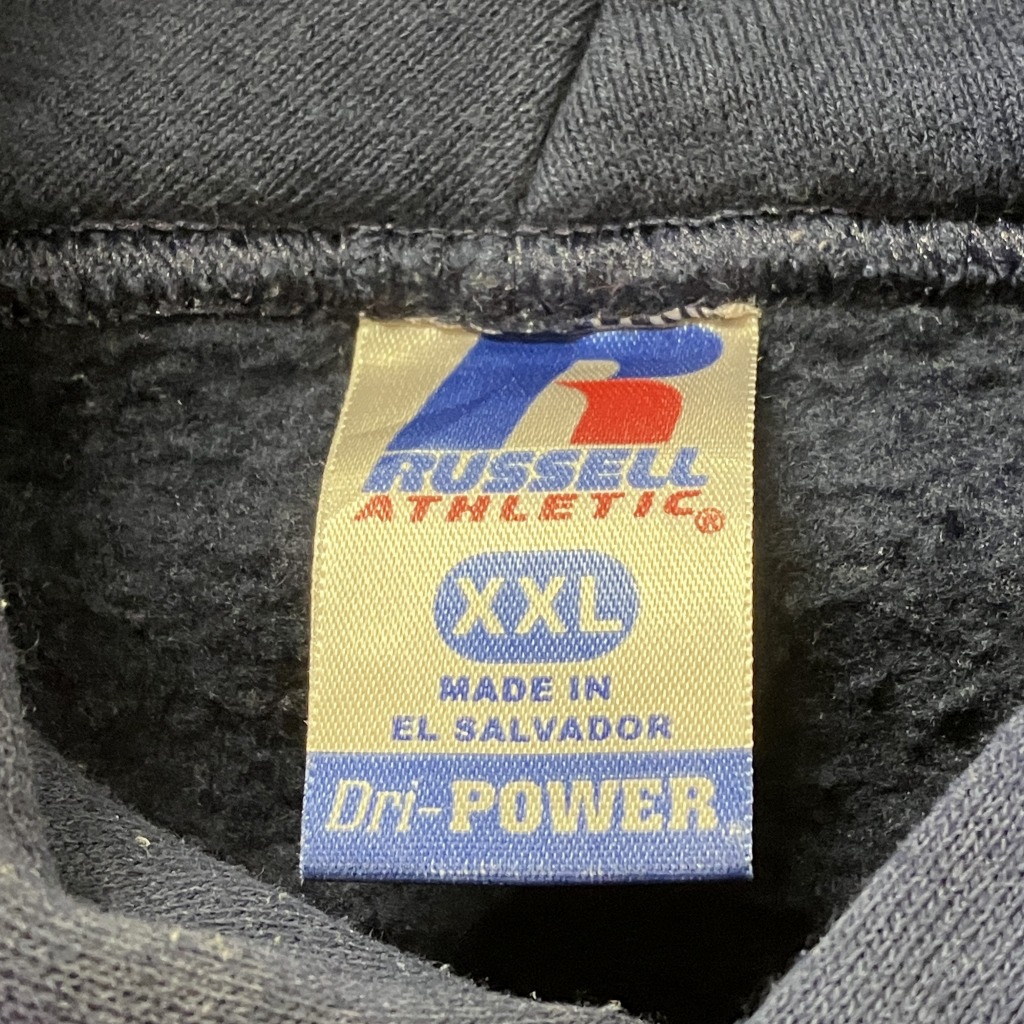 R
RUSSELL
ATHLETIC®
XXL
MADE IN
EL SALVADOR
Dri-POWER